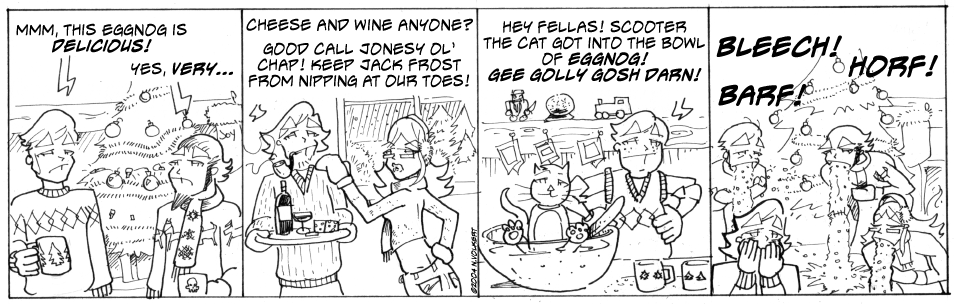 MMM, THIS EGGNOG IS
DELICIOUS!
YES, VERY...
CHEESE AND WINE ANYONE?
GOOD CALL JONESY OL'
CHAP! KEEP JACK FROST
FROM NIPPING AT OUR TOES!
©2004 N.VOLKERT
HEY FELLAS! SCOOTER
THE CAT GOT INTO THE BOWL
OF EGGNOG!
GEE GOLLY GOSH DARN!
BLEECH!
HORF!
BARF!